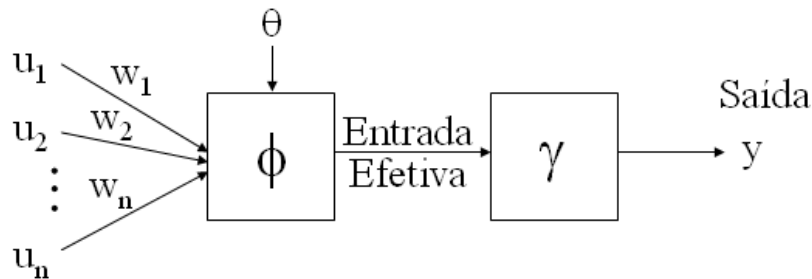 θ
u₁
w₁
u₂
w₂
⋮
wₙ
uₙ
ϕ
Entrada
Efetiva
γ
Saída
y